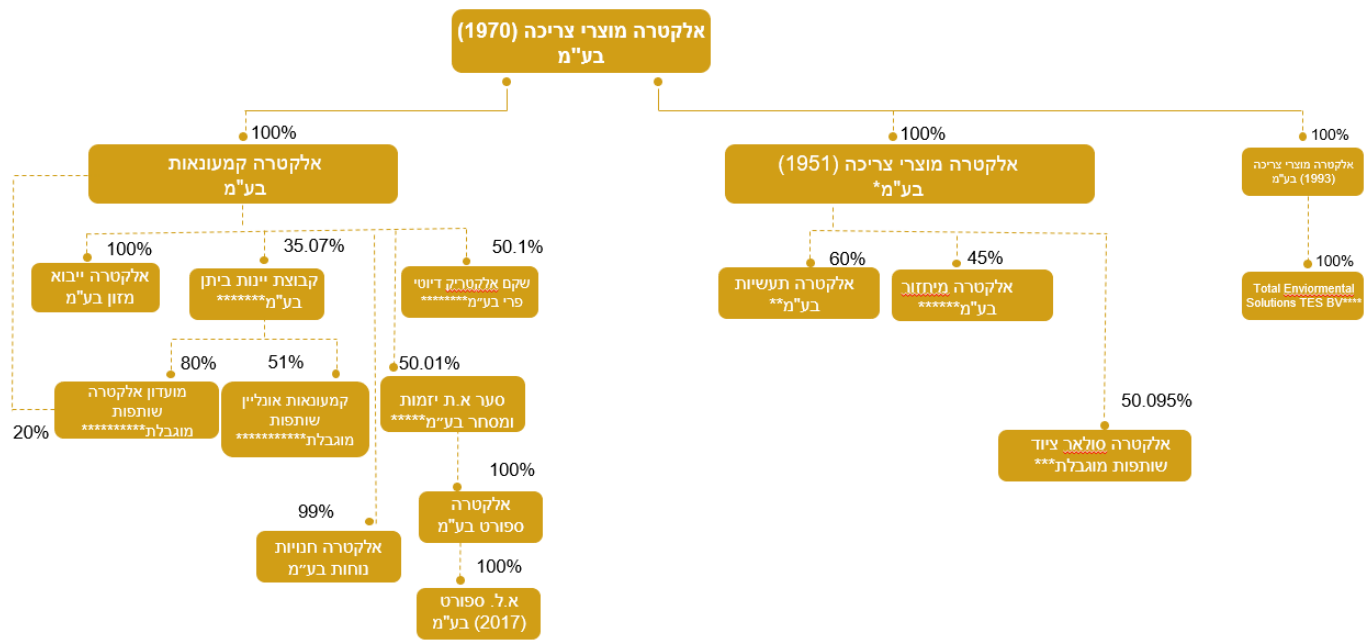 אלקטרה מוצרי צריכה (1970)
בע"מ
100%
אלקטרה קמעונאות
בע"מ
100%
אלקטרה מוצרי צריכה (1951)
בע"מ*
100%
אלקטרה מוצרי צריכה
(1993) בע"מ
100%
אלקטרה ייבוא
מזון בע"מ
35.07%
קבוצת יינות ביתן
בע"מ*******
50.1%
שקם אלקטריק דיוטי
פרי בע״מ********
60%
אלקטרה תעשיות
בע"מ**
45%
אלקטרה מיחזור
בע"מ******
100%
Total Enviormental
Solutions TES BV****
80%
מועדון אלקטרה
שותפות
מוגבלת**********
20%
51%
קמעונאות אונליין
שותפות
מוגבלת***********
50.01%
סער א.ת יזמות
ומסחר בע״מ*****
50.095%
אלקטרה סולאר ציוד
שותפות מוגבלת***
100%
אלקטרה
ספורט בע"מ
99%
אלקטרה חנויות
נוחות בע״מ
100%
א.ל. ספורט
(2017) בע"מ